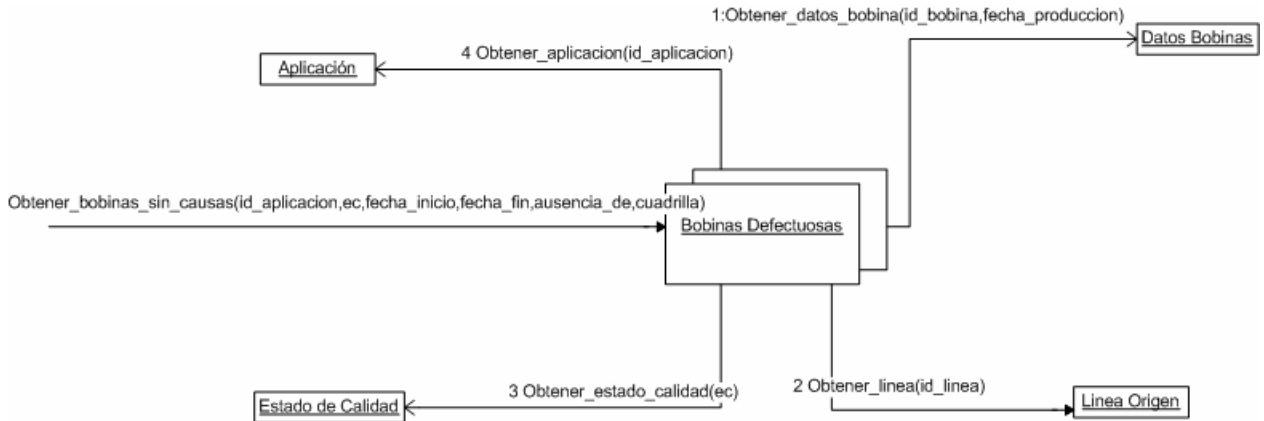 1:Obtener_datos_bobina(id_bobina,fecha_produccion)
Datos Bobinas
4 Obtener_aplicacion(id_aplicacion)
Aplicación
Obtener_bobinas_sin_causas(id_aplicacion,ec,fecha_inicio,fecha_fin,ausencia_de,cuadrilla)
Bobinas Defectuosas
3 Obtener_estado_calidad(ec)
2 Obtener_linea(id_linea)
Estado de Calidad
Linea Origen